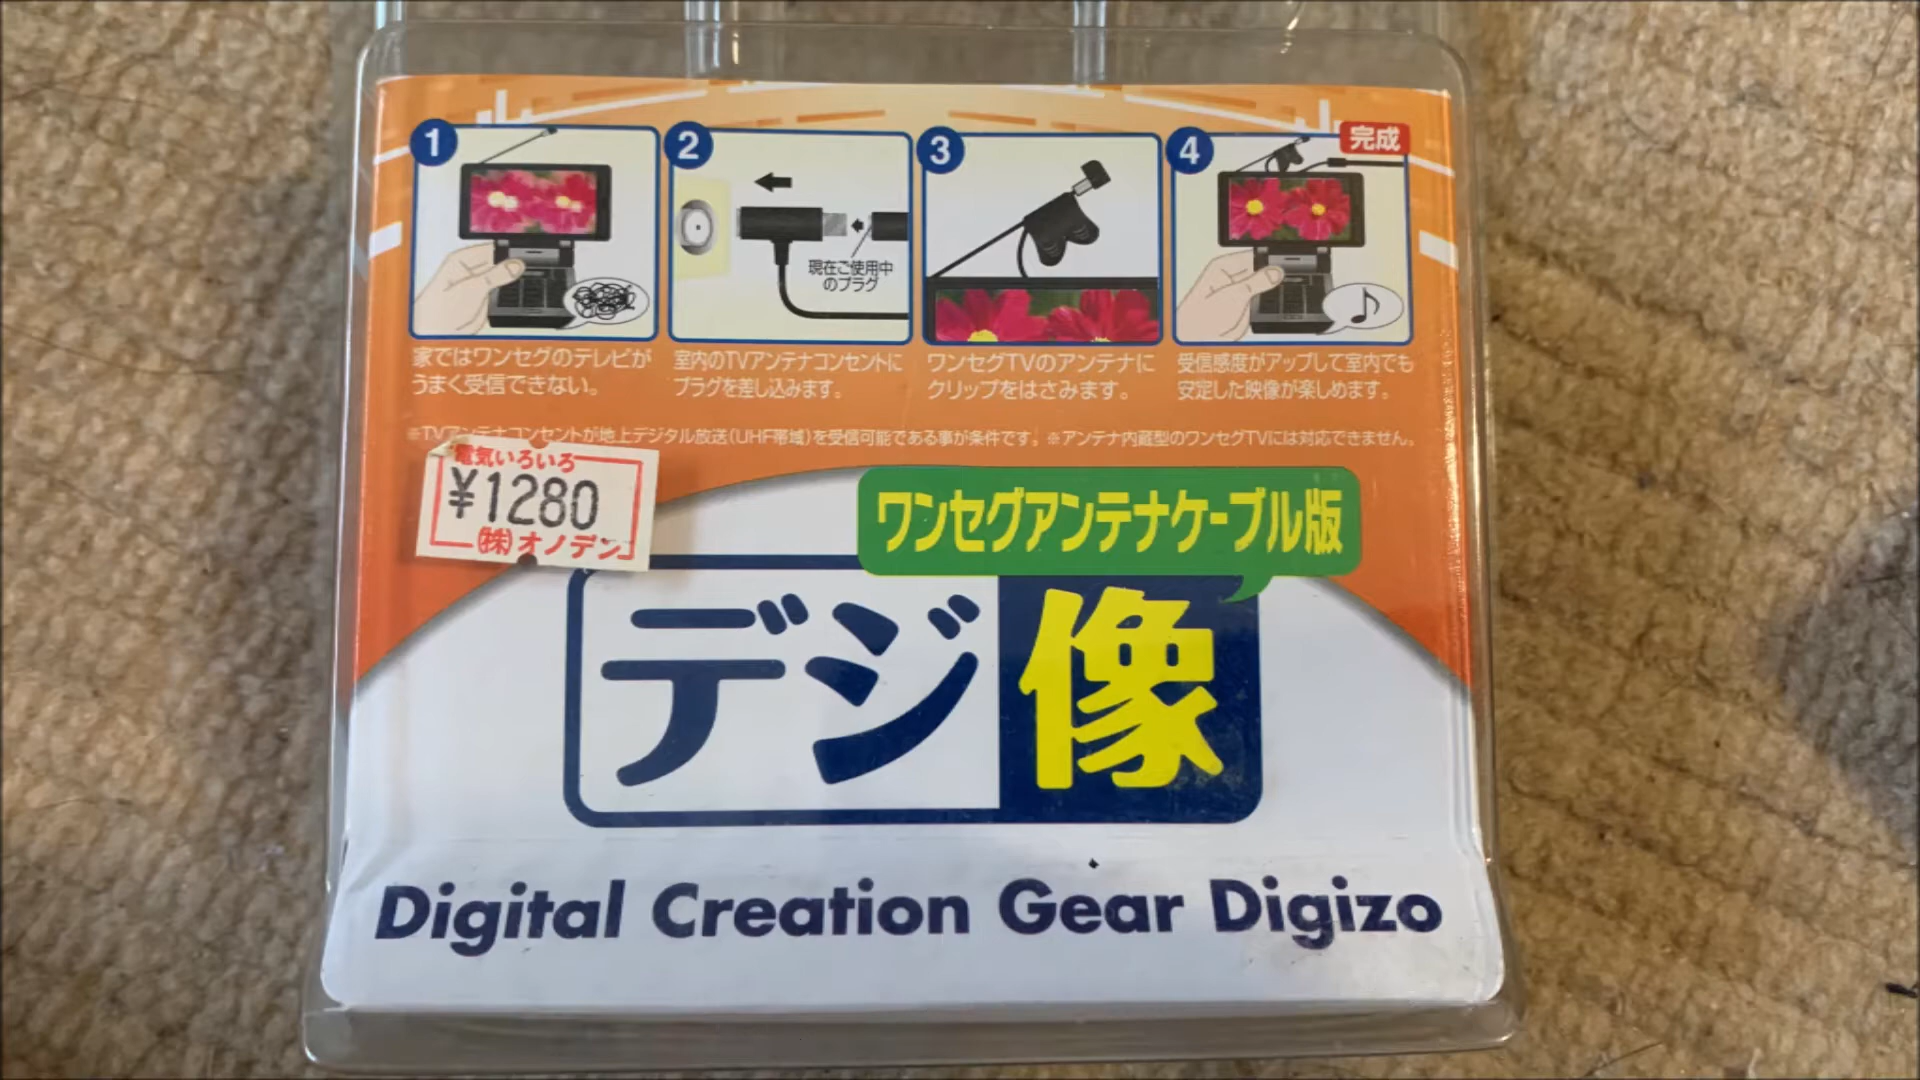 1
2
3
4
完成
現在ご使用中
のプラグ
家ではワンセグのテレビが
うまく受信できない。
室内のTVアンテナコンセントに
プラグを差し込みます。
ワンセグTVのアンテナに
クリップをはさみます。
受信感度がアップして室内でも
安定した映像が楽しめます。
※TVアンテナコンセントが地上デジタル放送(UHF帯域)を受信可能である事が条件です。※アンテナ内蔵型のワンセグTVには対応できません。
電気いろいろ
¥1280
㈱オノデン
ワンセグアンテナケーブル版
デジ像
Digital Creation Gear Digizo